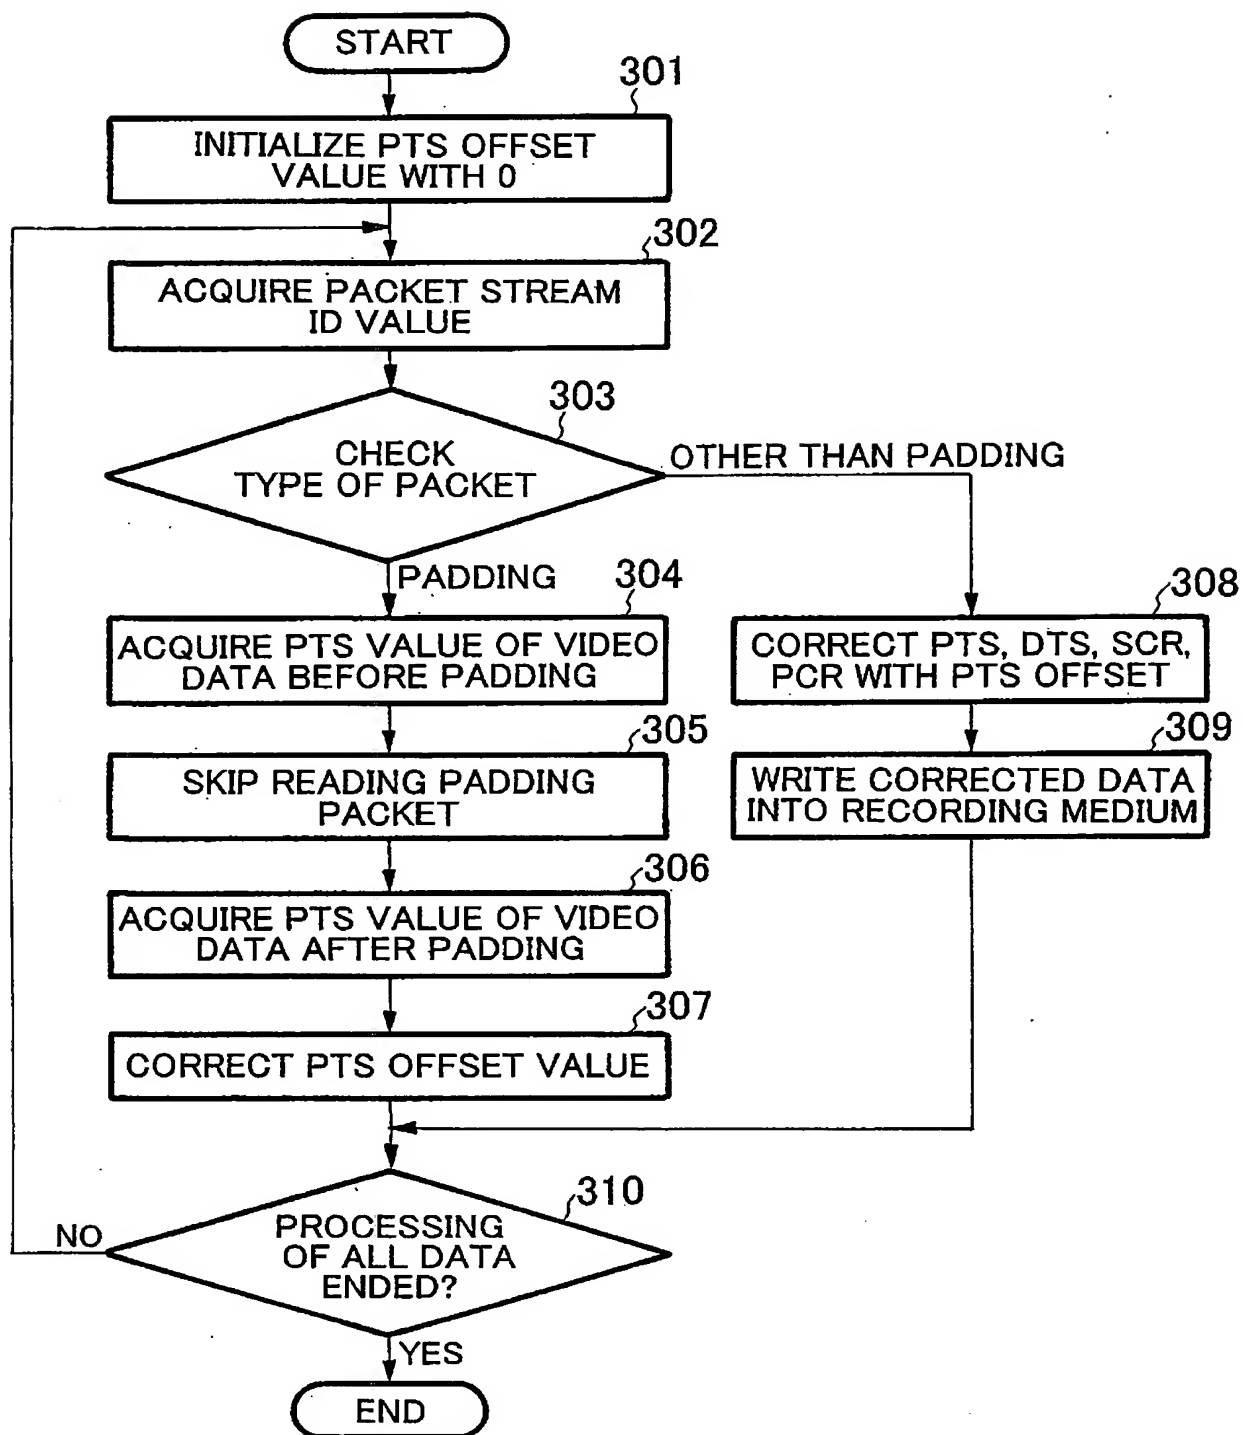 START
301
INITIALIZE PTS OFFSET
VALUE WITH 0
302
ACQUIRE PACKET STREAM
ID VALUE
303
CHECK
TYPE OF PACKET
OTHER THAN PADDING
PADDING
304
ACQUIRE PTS VALUE OF VIDEO
DATA BEFORE PADDING
308
CORRECT PTS, DTS, SCR,
PCR WITH PTS OFFSET
305
SKIP READING PADDING
PACKET
309
WRITE CORRECTED DATA
INTO RECORDING MEDIUM
306
ACQUIRE PTS VALUE OF VIDEO
DATA AFTER PADDING
307
CORRECT PTS OFFSET VALUE
310
PROCESSING
OF ALL DATA
ENDED?
NO
YES
END